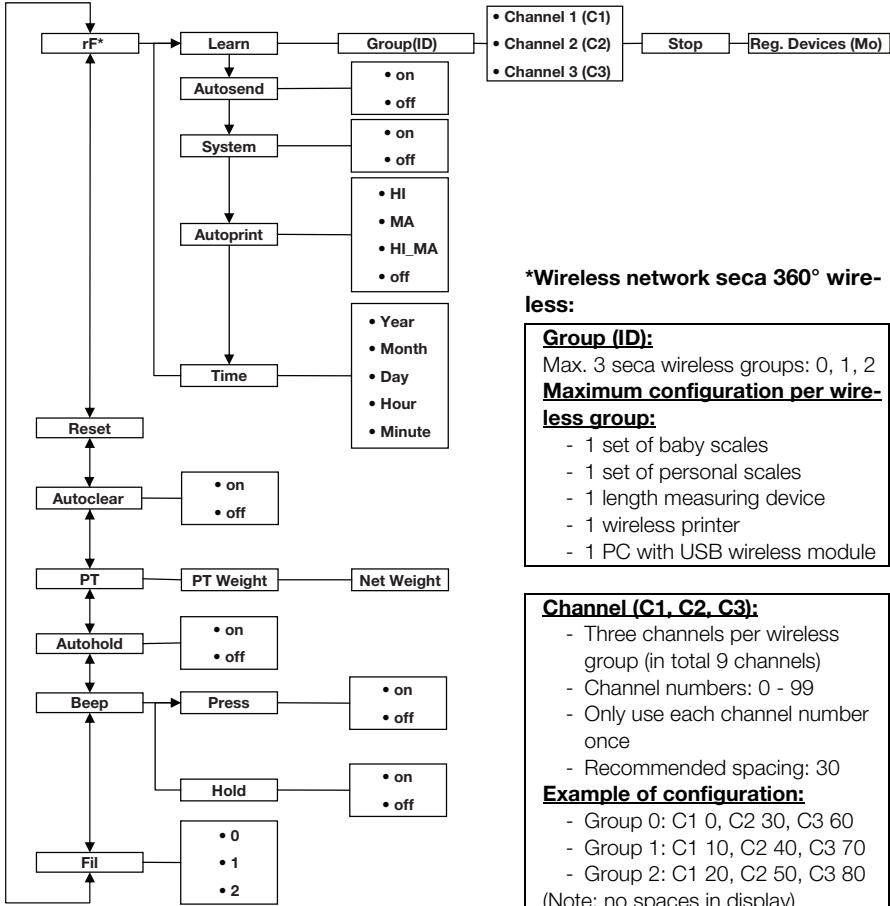 rF*
Learn
Group(ID)
• Channel 1 (C1)
• Channel 2 (C2)
• Channel 3 (C3)
Stop
Reg. Devices (Mo)
Autosend
• on
• off
System
• on
• off
Autoprint
• HI
• MA
• HI_MA
• off
Time
• Year
• Month
• Day
• Hour
• Minute
Reset
Autoclear
• on
• off
PT
PT Weight
Net Weight
Autohold
• on
• off
Beep
Press
• on
• off
Hold
• on
• off
Fil
• 0
• 1
• 2
*Wireless network seca 360° wire-
less:
Group (ID):
Max. 3 seca wireless groups: 0, 1, 2
Maximum configuration per wire-
less group:
- 1 set of baby scales
- 1 set of personal scales
- 1 length measuring device
- 1 wireless printer
- 1 PC with USB wireless module
Channel (C1, C2, C3):
- Three channels per wireless
group (in total 9 channels)
- Channel numbers: 0 - 99
- Only use each channel number
once
- Recommended spacing: 30
Example of configuration:
- Group 0: C1 0, C2 30, C3 60
- Group 1: C1 10, C2 40, C3 70
- Group 2: C1 20, C2 50, C3 80
(Note: no spaces in display)